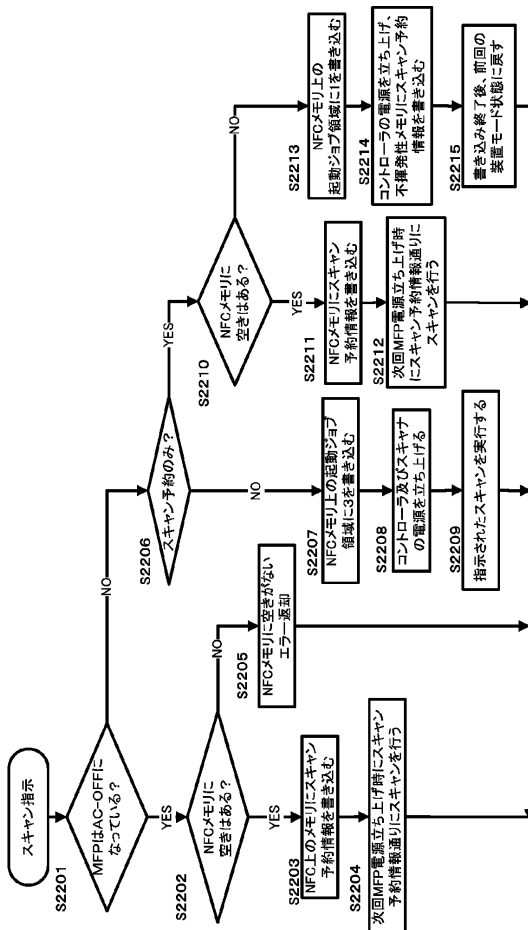 スキャン指示
S2201
MFPはAC-OFFに
なっている?
NO
YES
S2202
NFCメモリに
空きはある?
NO
YES
S2203
NFC上のメモリにスキャン
予約情報を書き込む
S2204
次回MFP電源立ち上げ時にスキャン
予約情報通りにスキャンを行う
S2205
NFCメモリに空きがない
エラー返却
S2206
スキャン予約のみ?
YES
NO
S2207
NFCメモリ上の起動ジョブ
領域に3を書き込む
S2208
コントローラ及びスキャナ
の電源を立ち上げる
S2209
指示されたスキャンを実行する
S2210
NFCメモリに
空きはある?
NO
YES
S2211
NFCメモリにスキャン
予約情報を書き込む
S2212
次回MFP電源立ち上げ時
にスキャン予約情報通りに
スキャンを行う
S2213
NFCメモリ上の
起動ジョブ領域に1を書き込む
S2214
コントローラの電源を立ち上げ、
不揮発性メモリにスキャン予約
情報を書き込む
S2215
書き込み終了後、前回の
装置モード状態に戻す